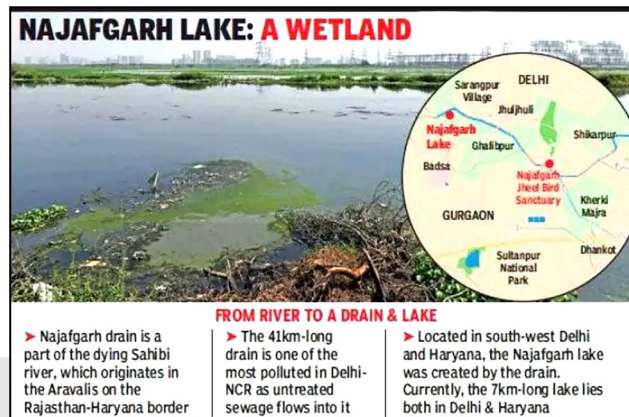 NAJAFGARH LAKE: A WETLAND
DELHI
Sarangpur
Village
Jhuljhuli
Najafgarh
Lake
Ghalibpur
Shikarpur
Badsa
Najafgarh
Jheel Bird
Sanctuary
GURGAON
Kherki
Majra
Dhankot
Sultanpur
National
Park
FROM RIVER TO A DRAIN & LAKE
➤ Najafgarh drain is a
part of the dying Sahibi
river, which originates in
the Aravalis on the
Rajasthan-Haryana border
➤ The 41km-long
drain is one of the
most polluted in Delhi-
NCR as untreated
sewage flows into it
➤ Located in south-west Delhi
and Haryana, the Najafgarh lake
was created by the drain.
Currently, the 7km-long lake lies
both in Delhi & Haryana